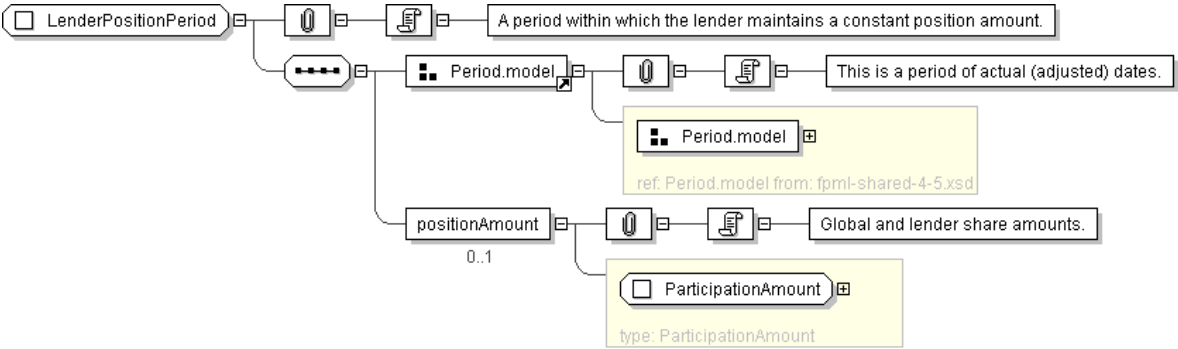 LenderPositionPeriod
A period within which the lender maintains a constant position amount.
Period.model
This is a period of actual (adjusted) dates.
Period.model
ref: Period.model from: fpml-shared-4-5.xsd
positionAmount
Global and lender share amounts.
0..1
ParticipationAmount
type: ParticipationAmount